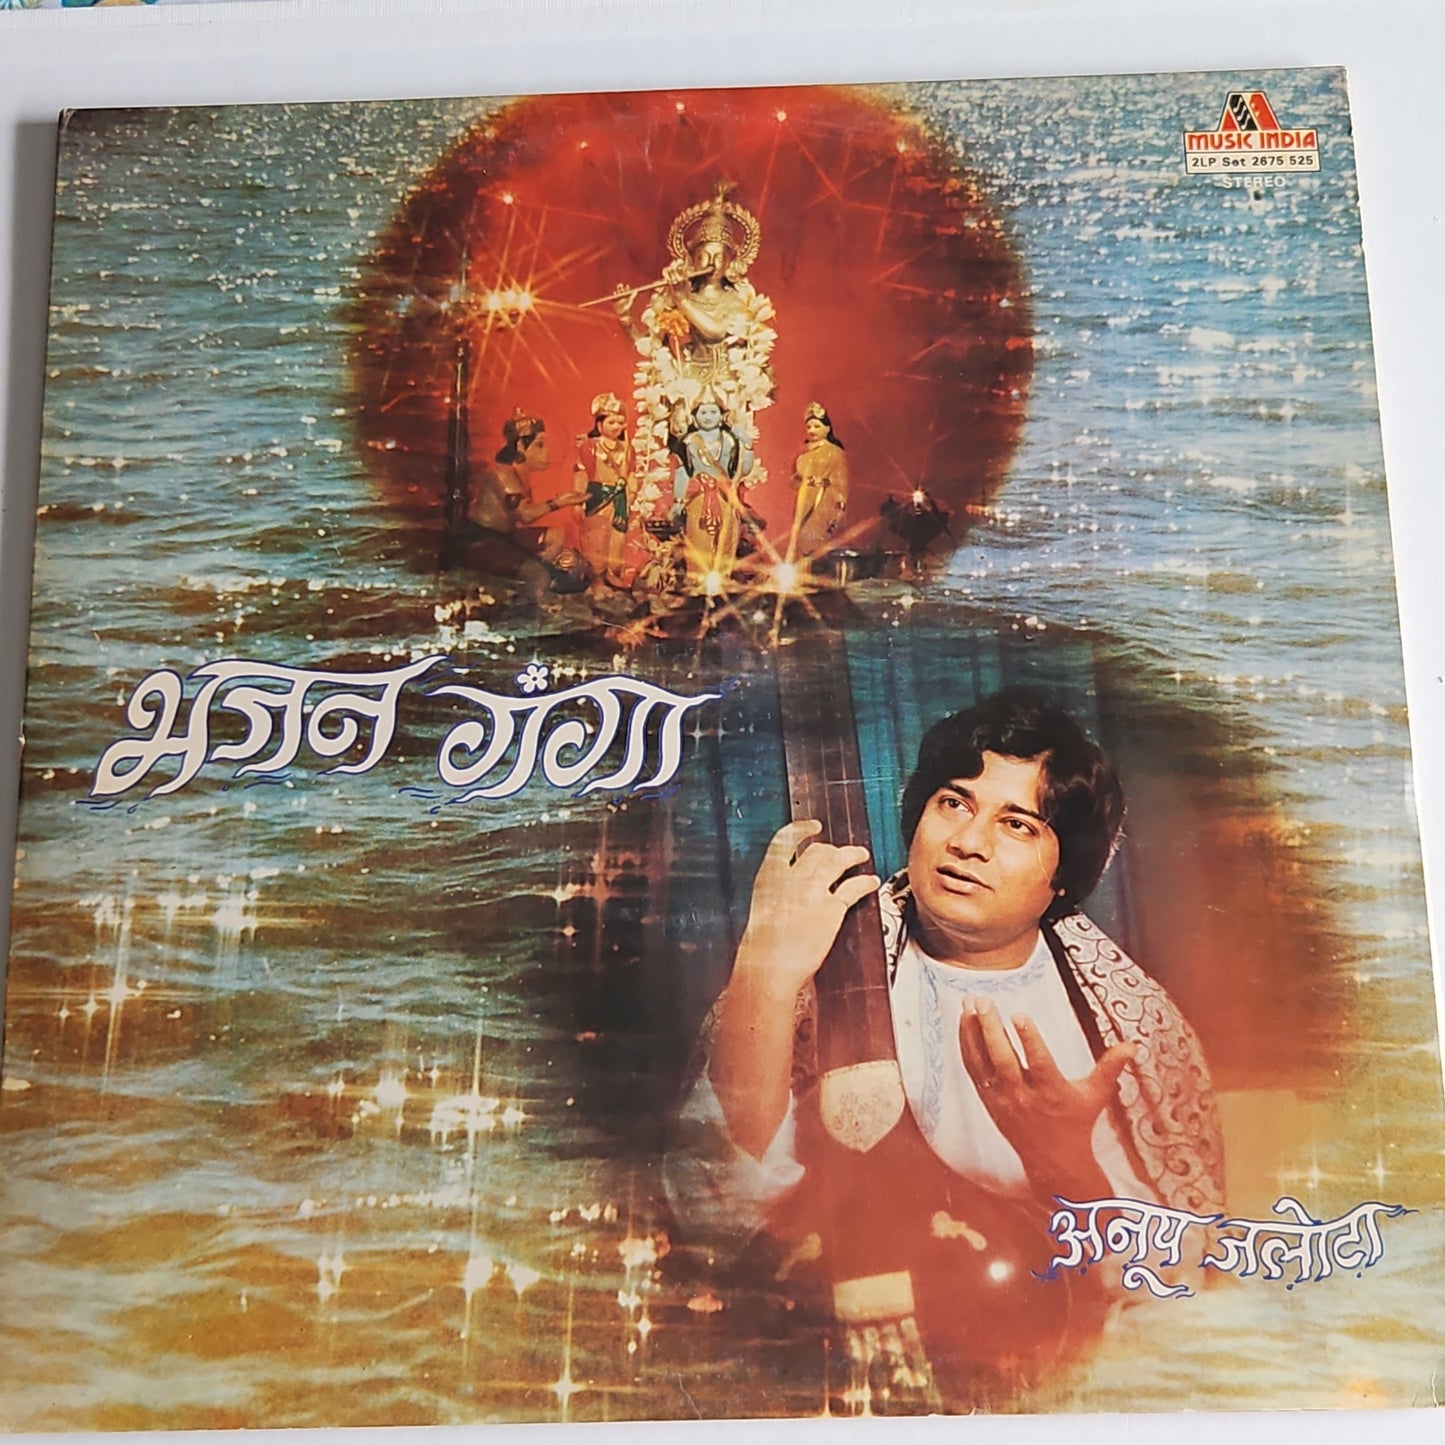 MUSIC INDIA
2LP Set 2675 525
STEREO
भजन गंगा
अनूप जलोटा